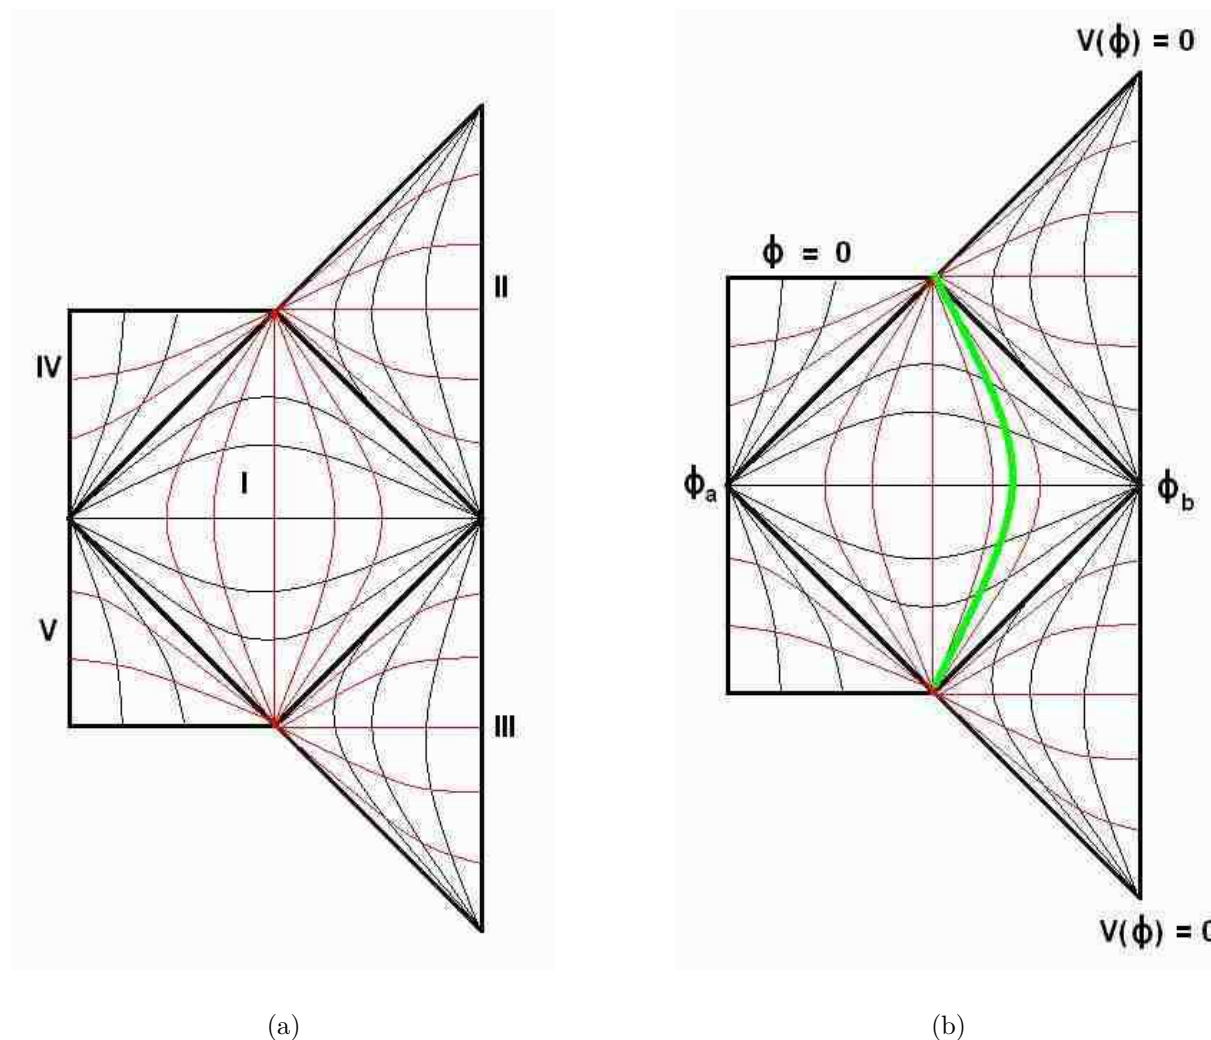 V(ϕ) = 0
ϕ = 0
II
IV
I
ϕa
ϕb
V
III
V(ϕ) = 0
(a)
(b)